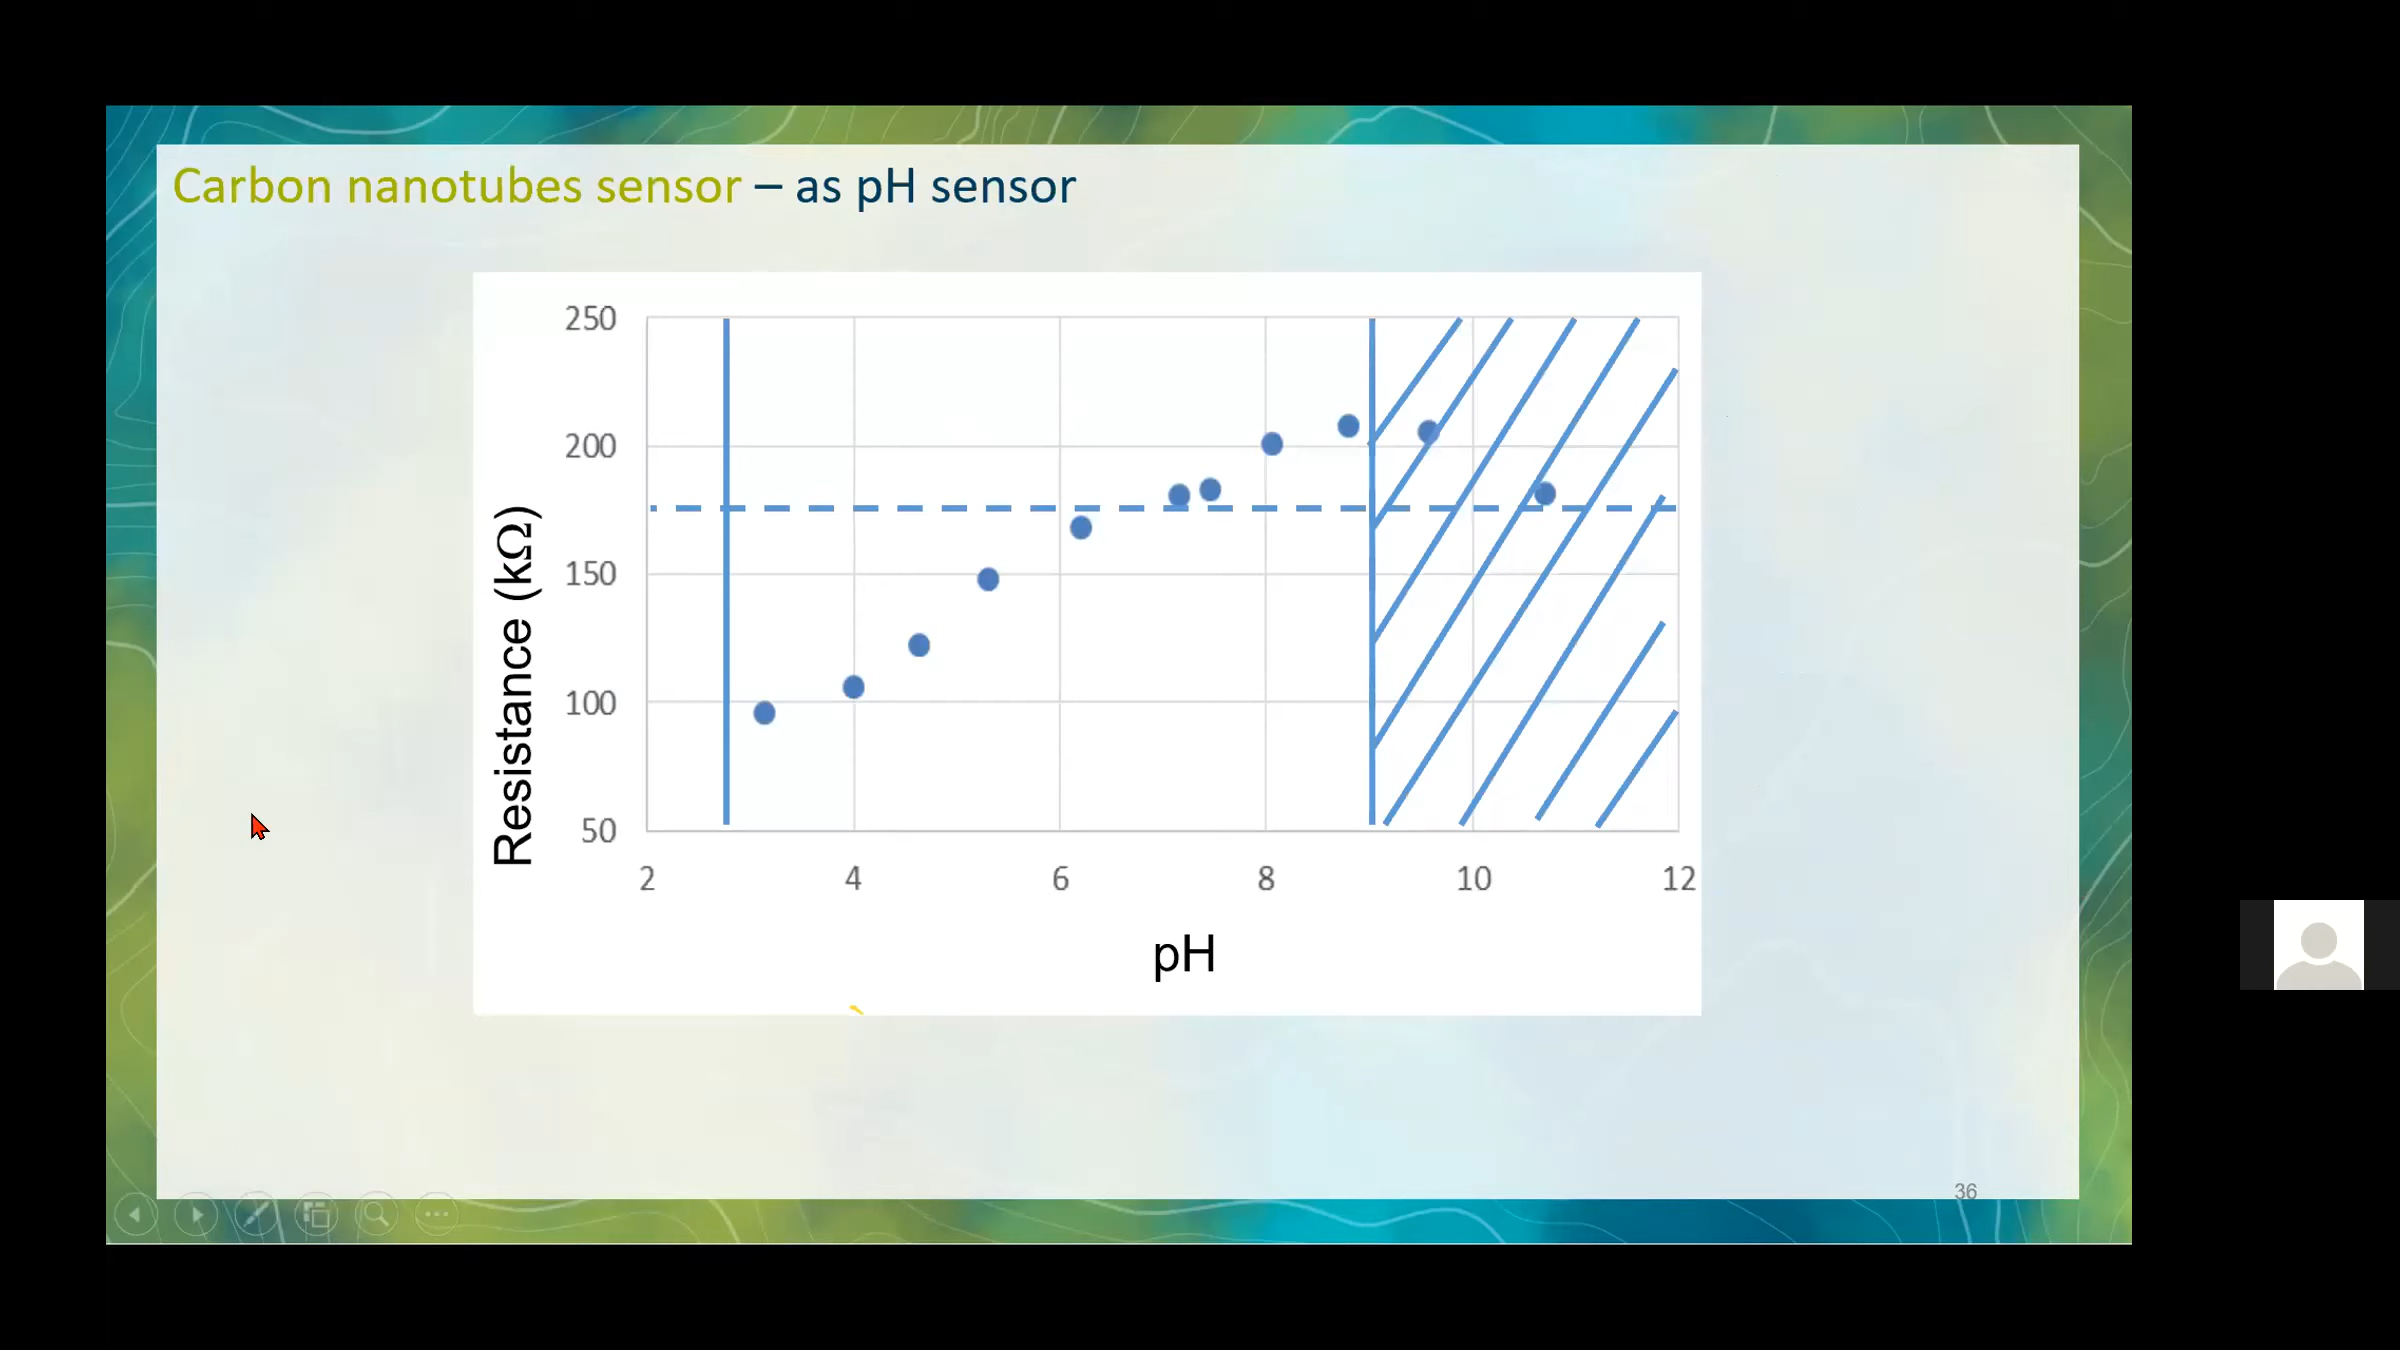 Carbon nanotubes sensor – as pH sensor
250
200
150
100
50
Resistance (kΩ)
2 4 6 8 10 12
pH
36